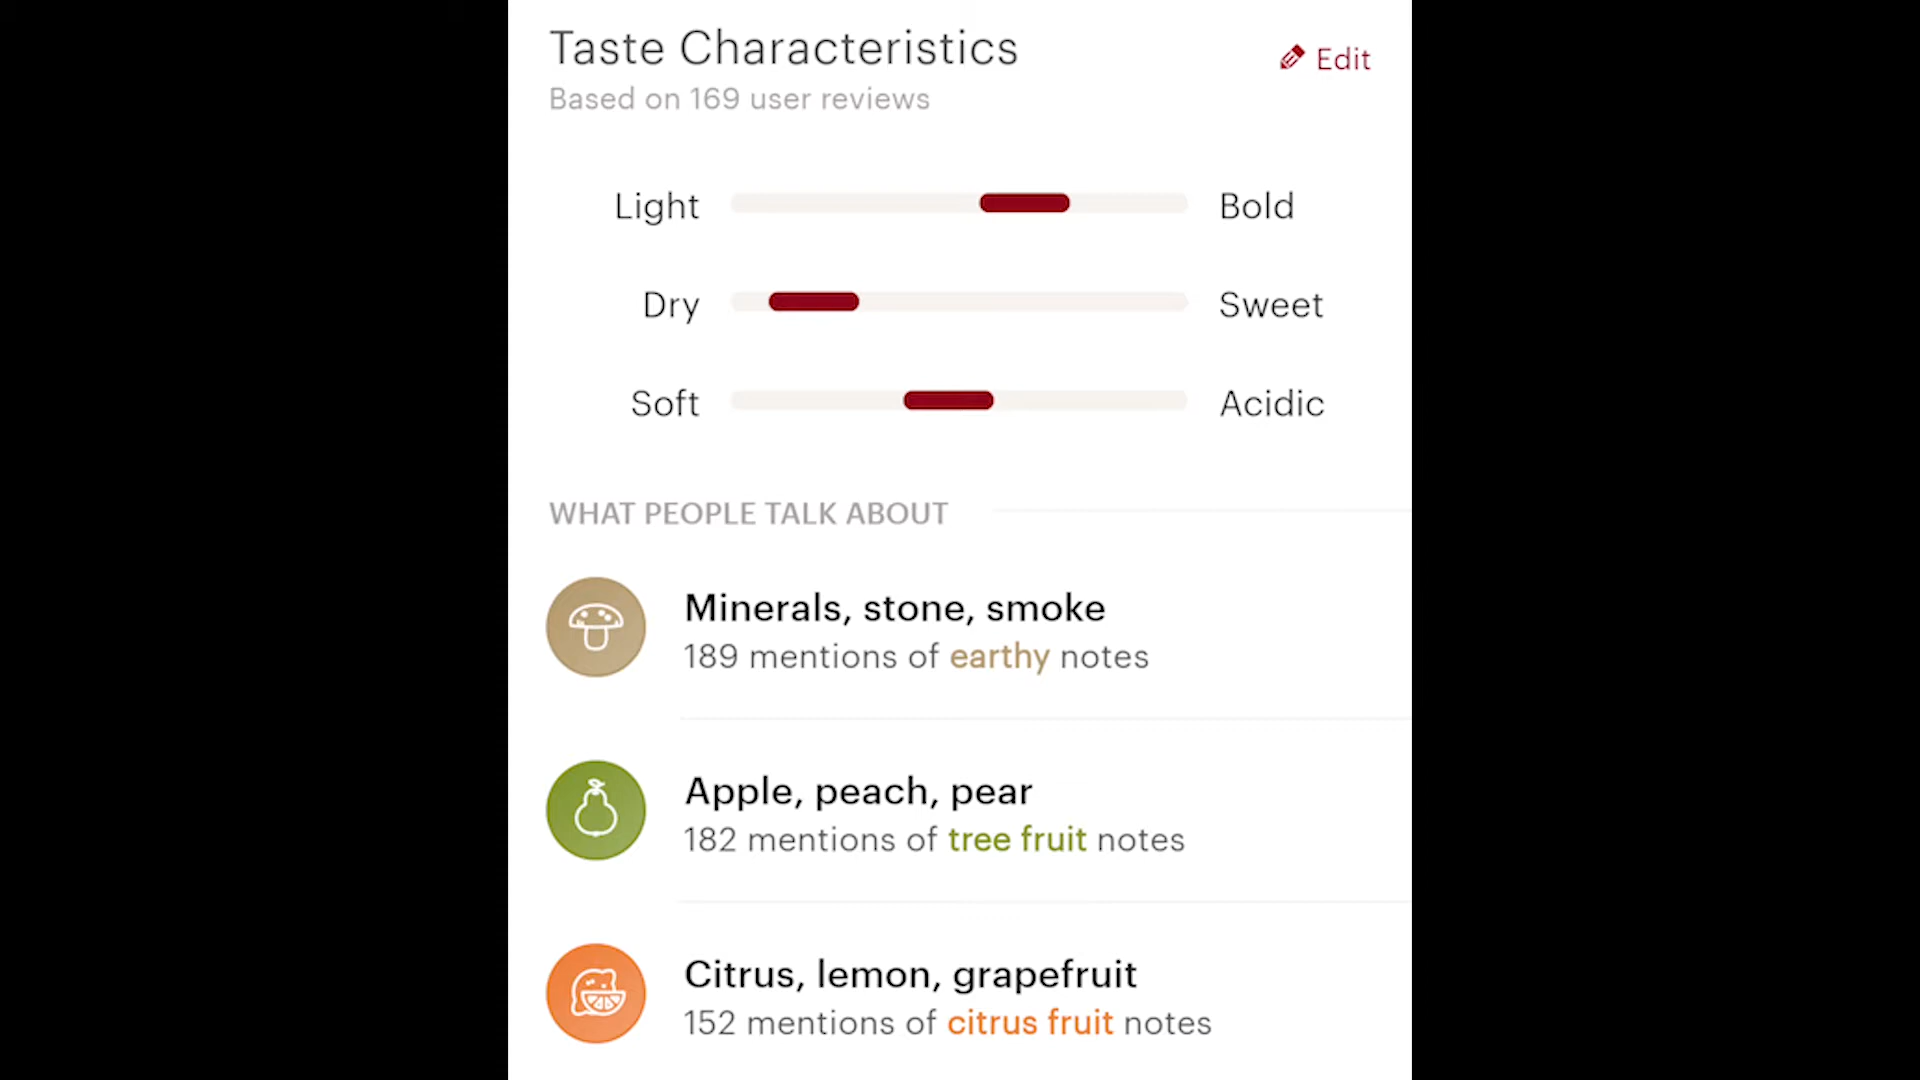 Taste Characteristics
Edit
Based on 169 user reviews
Light Bold
Dry Sweet
Soft Acidic
WHAT PEOPLE TALK ABOUT
Minerals, stone, smoke
189 mentions of earthy notes
Apple, peach, pear
182 mentions of tree fruit notes
Citrus, lemon, grapefruit
152 mentions of citrus fruit notes